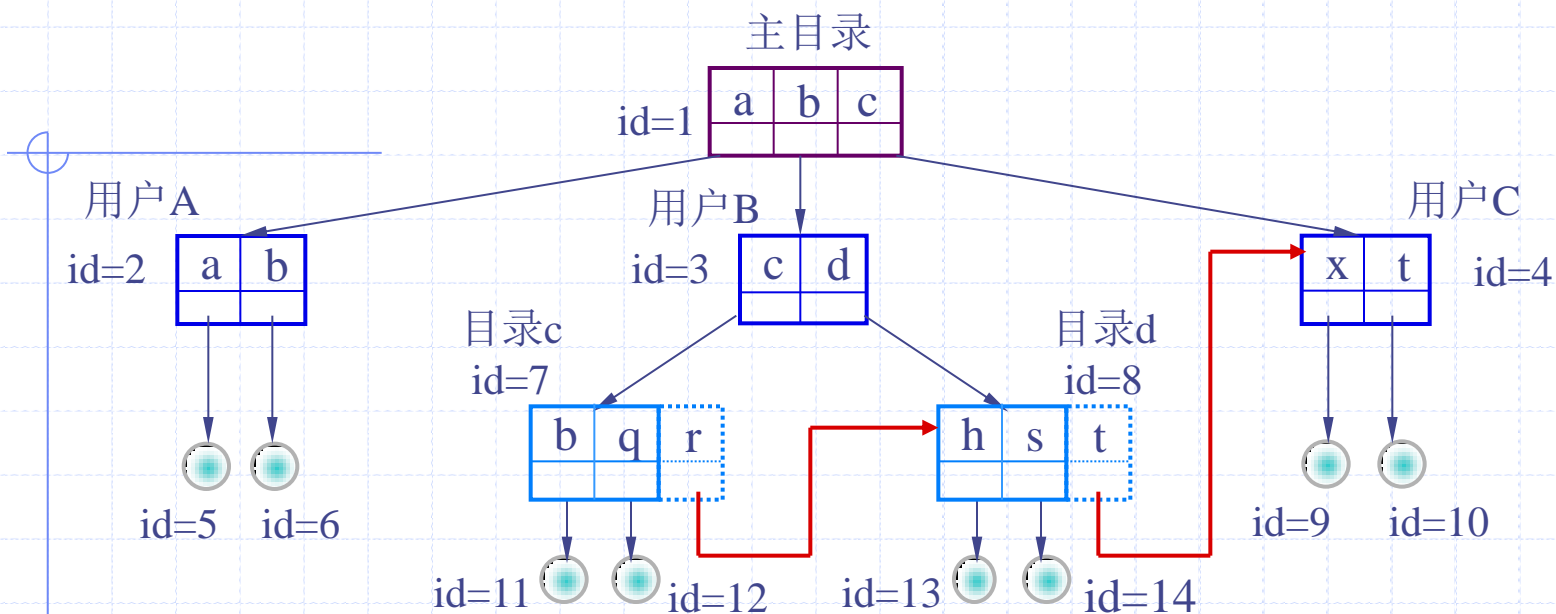 主目录
a b c
id=1
用户A
用户B
用户C
id=2
a b
id=3
c d
x t
id=4
目录c
目录d
id=7
id=8
b q r
h s t
id=5
id=6
id=9
id=10
id=11
id=12
id=13
id=14